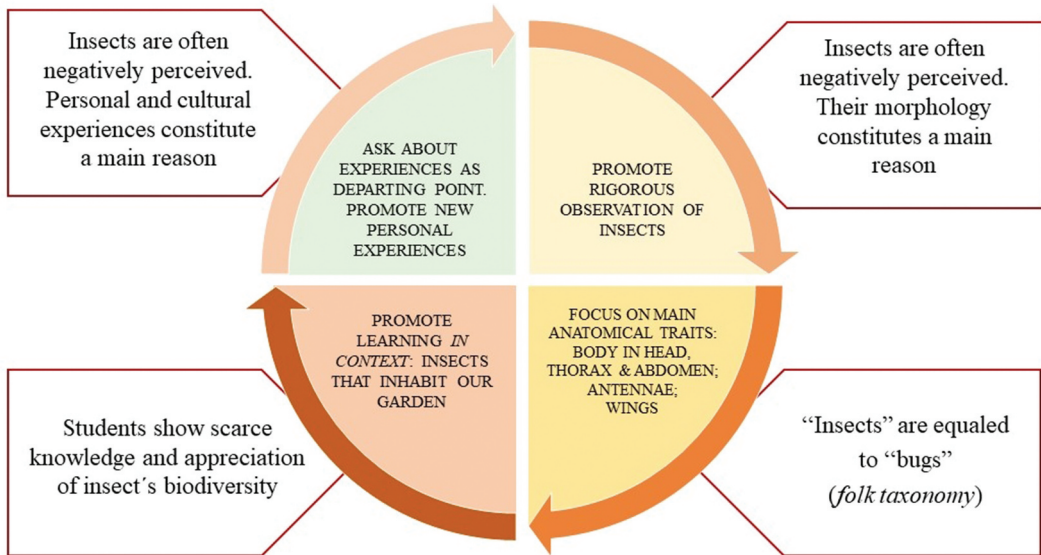 Insects are often
negatively perceived.
Personal and cultural
experiences constitute
a main reason
ASK ABOUT
EXPERIENCES AS
DEPARTING POINT.
PROMOTE NEW
PERSONAL
EXPERIENCES
PROMOTE
RIGOROUS
OBSERVATION OF
INSECTS
Insects are often
negatively perceived.
Their morphology
constitutes a main
reason
Students show scarce
knowledge and appreciation
of insect´s biodiversity
PROMOTE
LEARNING IN
CONTEXT: INSECTS
THAT INHABIT OUR
GARDEN
FOCUS ON MAIN
ANATOMICAL TRAITS:
BODY IN HEAD,
THORAX & ABDOMEN;
ANTENNAE;
WINGS
“Insects” are equaled
to “bugs”
(folk taxonomy)